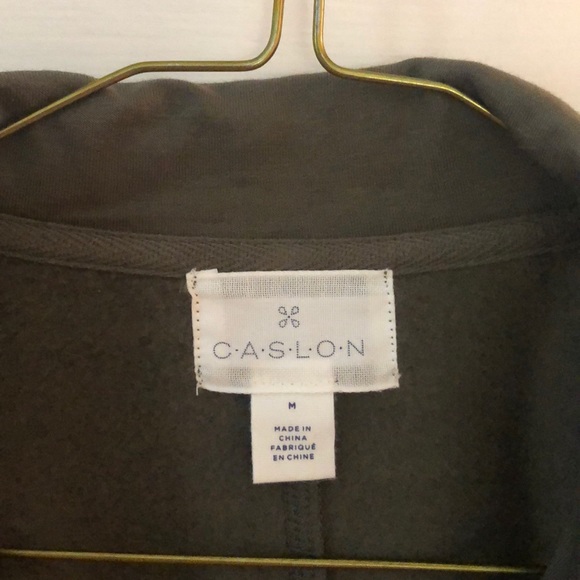 C·A·S·L·O·N
M
MADE IN
CHINA
FABRIQUÉ
EN CHINE